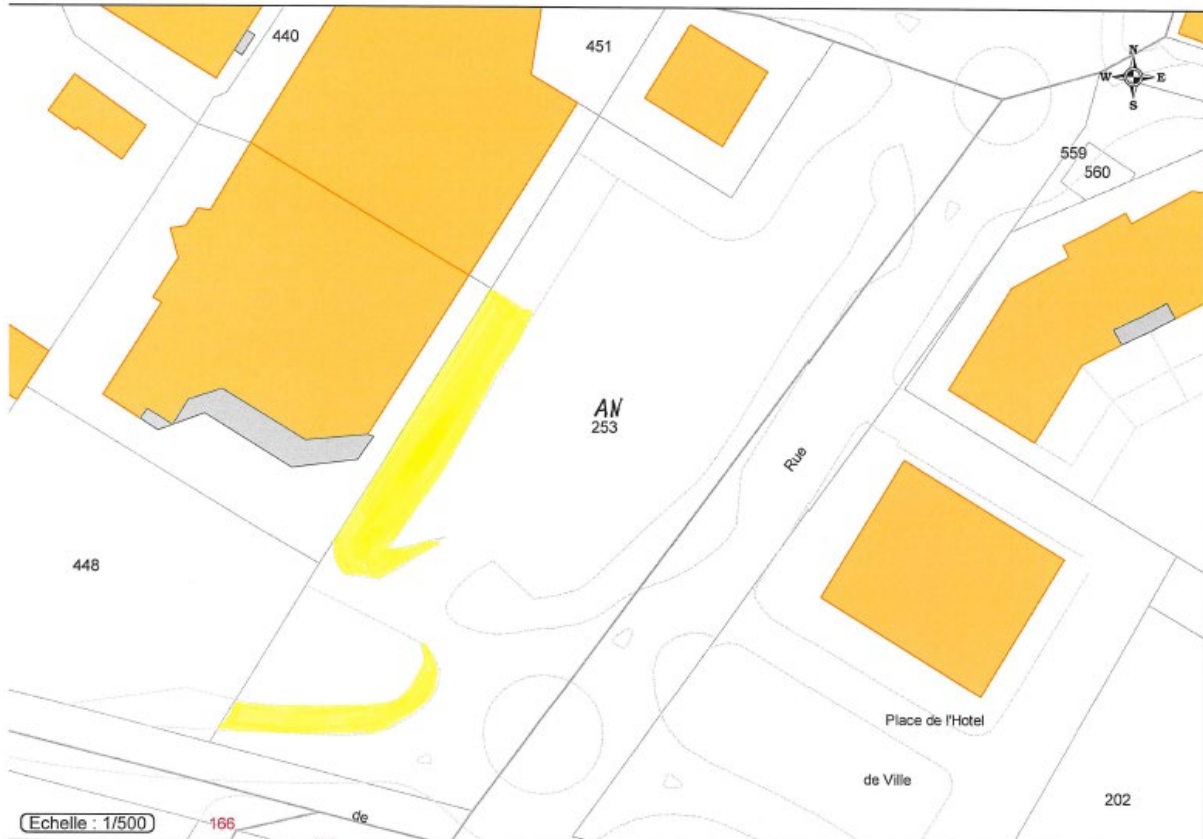 440
451
N
W E
S
559
560
AN
253
Rue
448
Place de l'Hotel
de Ville
202
de
166
Echelle : 1/500